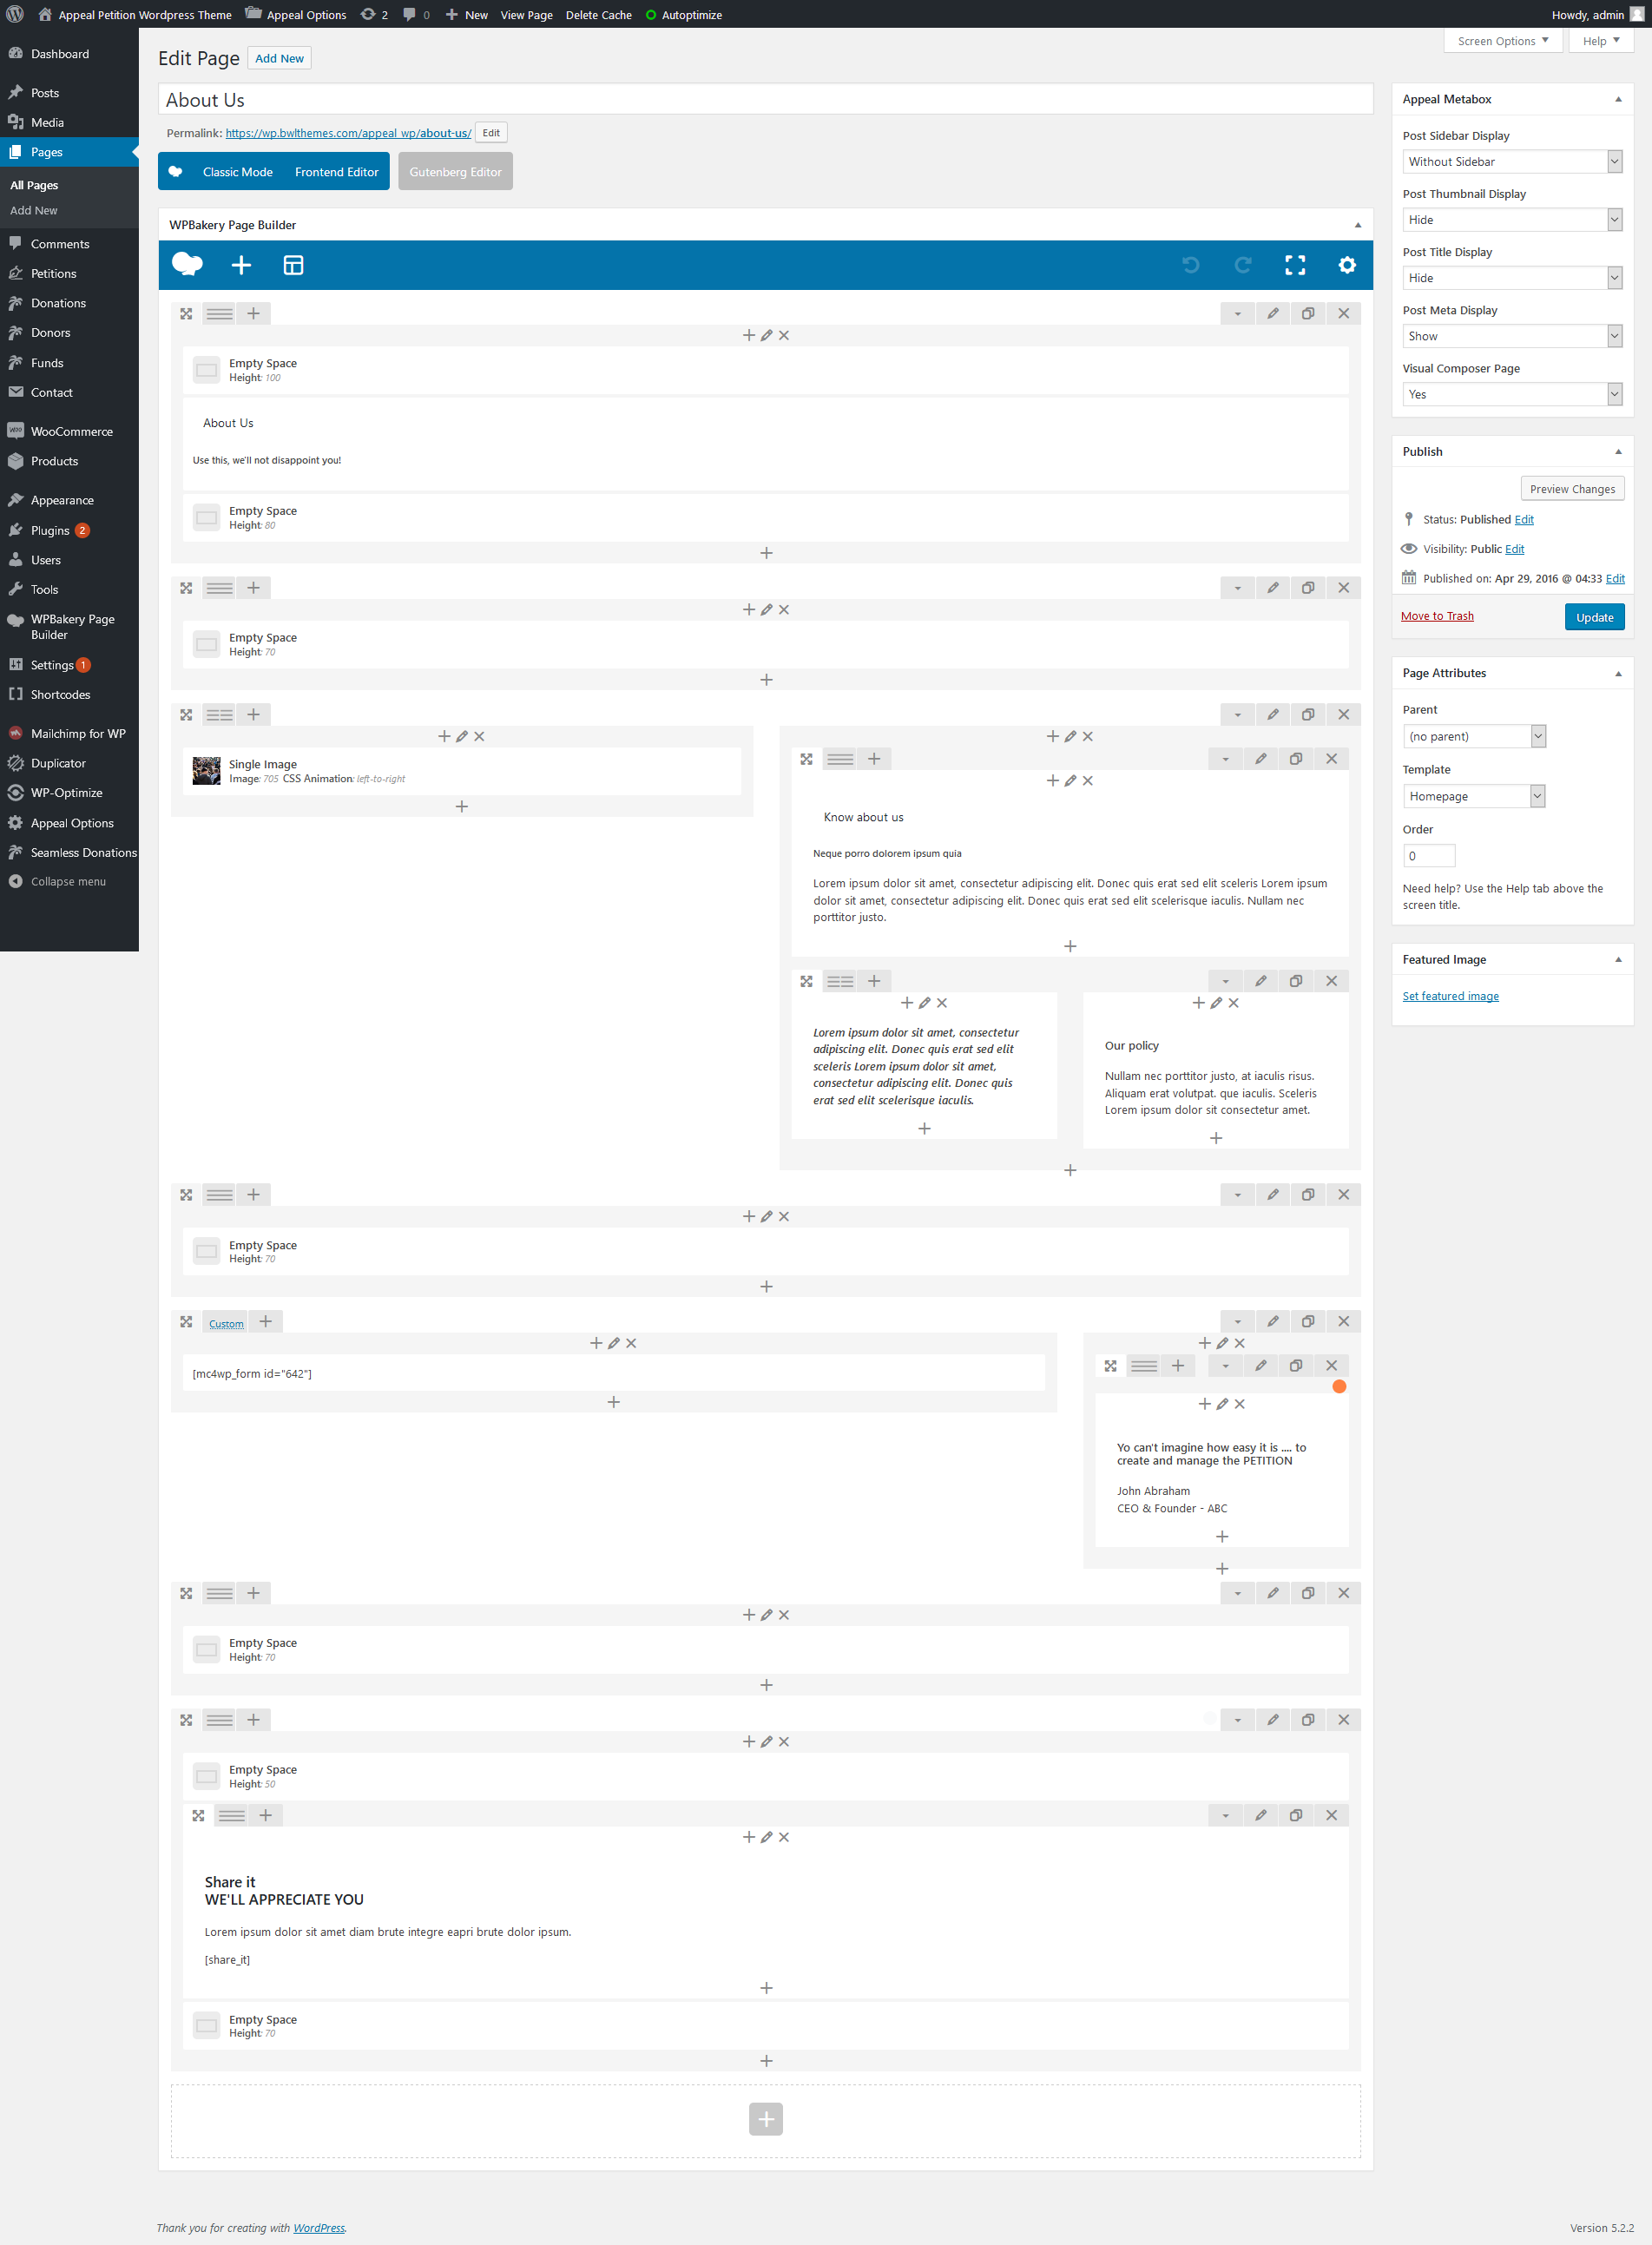 Appeal Petition Wordpress Theme Appeal Options 2 0 New View Page Delete Cache Autoptimize Howdy, admin
Screen Options Help
Dashboard
Posts
Media
Pages
All Pages
Add New
Comments
Petitions
Donations
Donors
Funds
Contact
WooCommerce
Products
Appearance
Plugins 2
Users
Tools
WPBakery Page
Builder
Settings 1
Shortcodes
Mailchimp for WP
Duplicator
WP-Optimize
Appeal Options
Seamless Donations
Collapse menu
Edit Page Add New
About Us
Permalink: https://wp.bwlthemes.com/appeal_wp/about-us/ Edit
Classic Mode Frontend Editor Gutenberg Editor
WPBakery Page Builder
Empty Space
Height: 100
About Us
Use this, we'll not disappoint you!
Empty Space
Height: 80
Empty Space
Height: 70
Single Image
Image: 705 CSS Animation: left-to-right
Know about us
Neque porro dolorem ipsum quia
Lorem ipsum dolor sit amet, consectetur adipiscing elit. Donec quis erat sed elit sceleris Lorem ipsum
dolor sit amet, consectetur adipiscing elit. Donec quis erat sed elit scelerisque iaculis. Nullam nec
porttitor justo.
Lorem ipsum dolor sit amet, consectetur
adipiscing elit. Donec quis erat sed elit
sceleris Lorem ipsum dolor sit amet,
consectetur adipiscing elit. Donec quis
erat sed elit scelerisque iaculis.
Our policy
Nullam nec porttitor justo, at iaculis risus.
Aliquam erat volutpat. que iaculis. Sceleris
Lorem ipsum dolor sit consectetur amet.
Empty Space
Height: 70
Custom
[mc4wp_form id="642"]
Yo can't imagine how easy it is .... to
create and manage the PETITION
John Abraham
CEO & Founder - ABC
Empty Space
Height: 70
Empty Space
Height: 50
Share it
WE'LL APPRECIATE YOU
Lorem ipsum dolor sit amet diam brute integre eapri brute dolor ipsum.
[share_it]
Empty Space
Height: 70
Appeal Metabox
Post Sidebar Display
Without Sidebar
Post Thumbnail Display
Hide
Post Title Display
Hide
Post Meta Display
Show
Visual Composer Page
Yes
Publish
Preview Changes
Status: Published Edit
Visibility: Public Edit
Published on: Apr 29, 2016 @ 04:33 Edit
Move to Trash Update
Page Attributes
Parent
(no parent)
Template
Homepage
Order
0
Need help? Use the Help tab above the
screen title.
Featured Image
Set featured image
Thank you for creating with WordPress.
Version 5.2.2